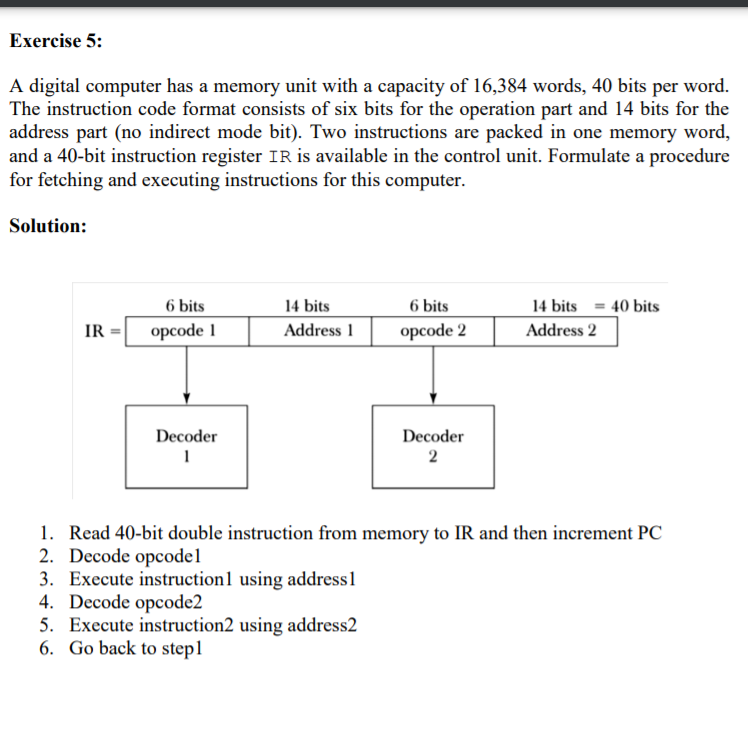 Exercise 5:
A digital computer has a memory unit with a capacity of 16,384 words, 40 bits per word.
The instruction code format consists of six bits for the operation part and 14 bits for the
address part (no indirect mode bit). Two instructions are packed in one memory word,
and a 40-bit instruction register IR is available in the control unit. Formulate a procedure
for fetching and executing instructions for this computer.
Solution:
6 bits 14 bits 6 bits 14 bits = 40 bits
IR = opcode 1 Address 1 opcode 2 Address 2
Decoder Decoder
1 2
1. Read 40-bit double instruction from memory to IR and then increment PC
2. Decode opcode1
3. Execute instruction1 using address1
4. Decode opcode2
5. Execute instruction2 using address2
6. Go back to step1